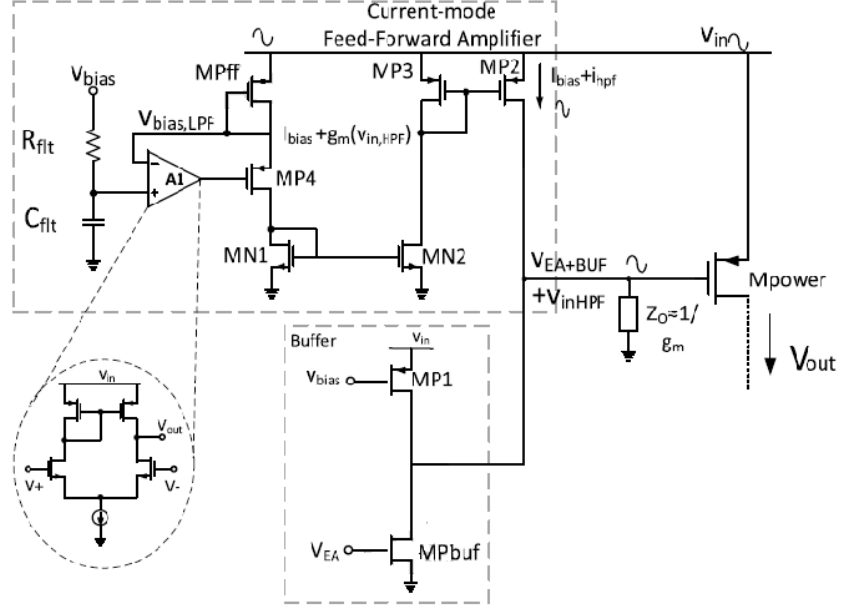 Current-mode
Feed-Forward Amplifier
Vin
MPff
MP3
MP2
Ibias+ihpf
Vbias
Vbias,LPF
Ibias+gm(vin,HPF)
Rflt
A1
-
+
MP4
Cflt
MN1
MN2
VEA+BUF
+vinHPF
Mpower
Zo≈1/
gm
Vout
Buffer
vin
vbias
MP1
vin
Vout
V+
V-
VEA
MPbuf